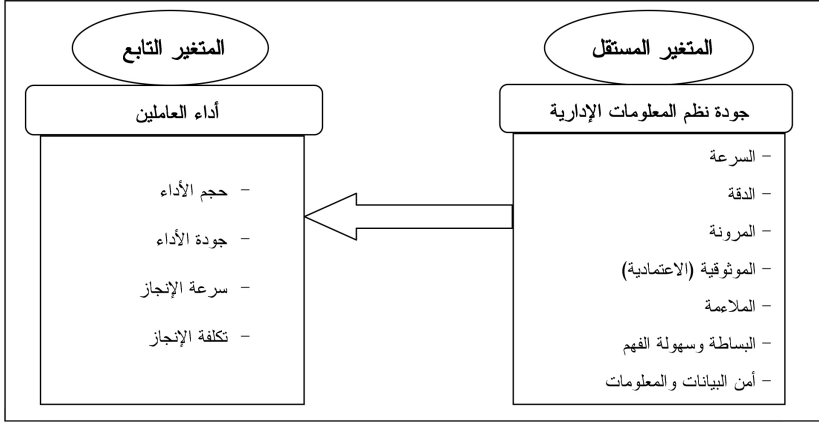 المتغير المستقل
جودة نظم المعلومات الإدارية
- السرعة
- الدقة
- المرونة
- الموثوقية (الاعتمادية)
- الملاءمة
- البساطة وسهولة الفهم
- أمن البيانات والمعلومات
المتغير التابع
أداء العاملين
- حجم الأداء
- جودة الأداء
- سرعة الإنجاز
- تكلفة الإنجاز